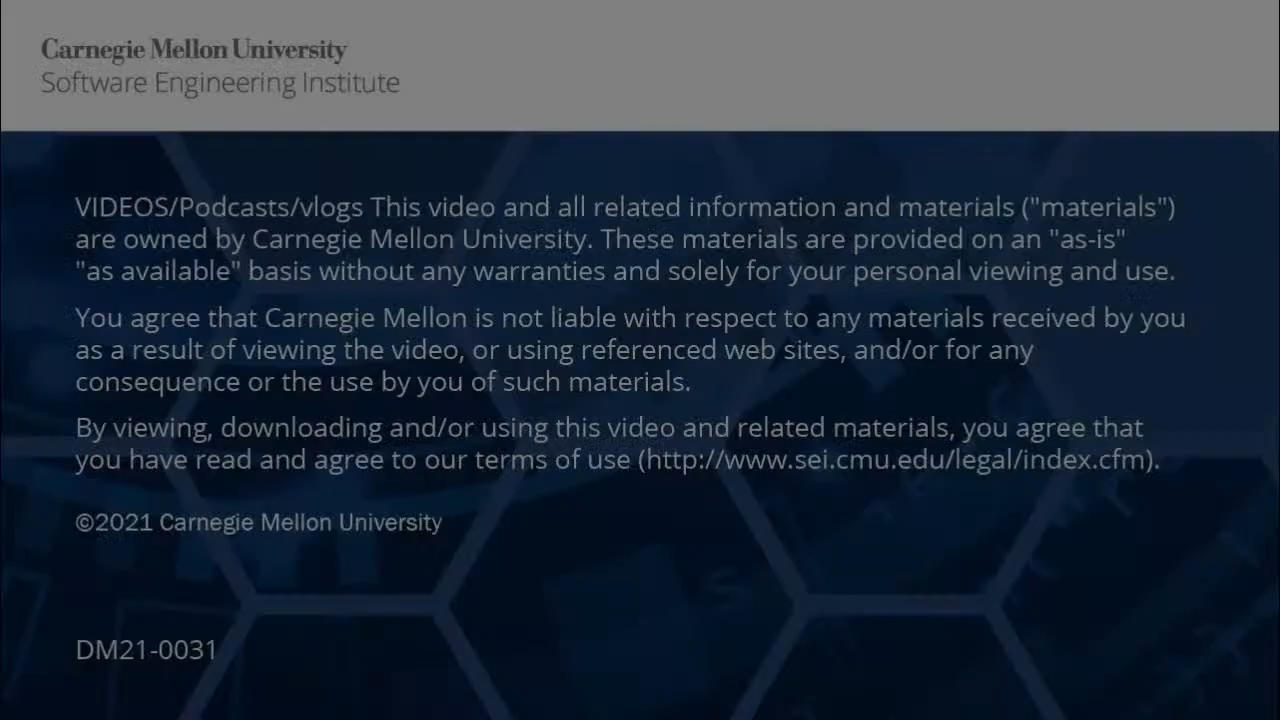 Carnegie Mellon University
Software Engineering Institute
VIDEOS/Podcasts/vlogs This video and all related information and materials ("materials")
are owned by Carnegie Mellon University. These materials are provided on an "as-is"
"as available" basis without any warranties and solely for your personal viewing and use.
You agree that Carnegie Mellon is not liable with respect to any materials received by you
as a result of viewing the video, or using referenced web sites, and/or for any
consequence or the use by you of such materials.
By viewing, downloading and/or using this video and related materials, you agree that
you have read and agree to our terms of use (http://www.sei.cmu.edu/legal/index.cfm).
©2021 Carnegie Mellon University
DM21-0031